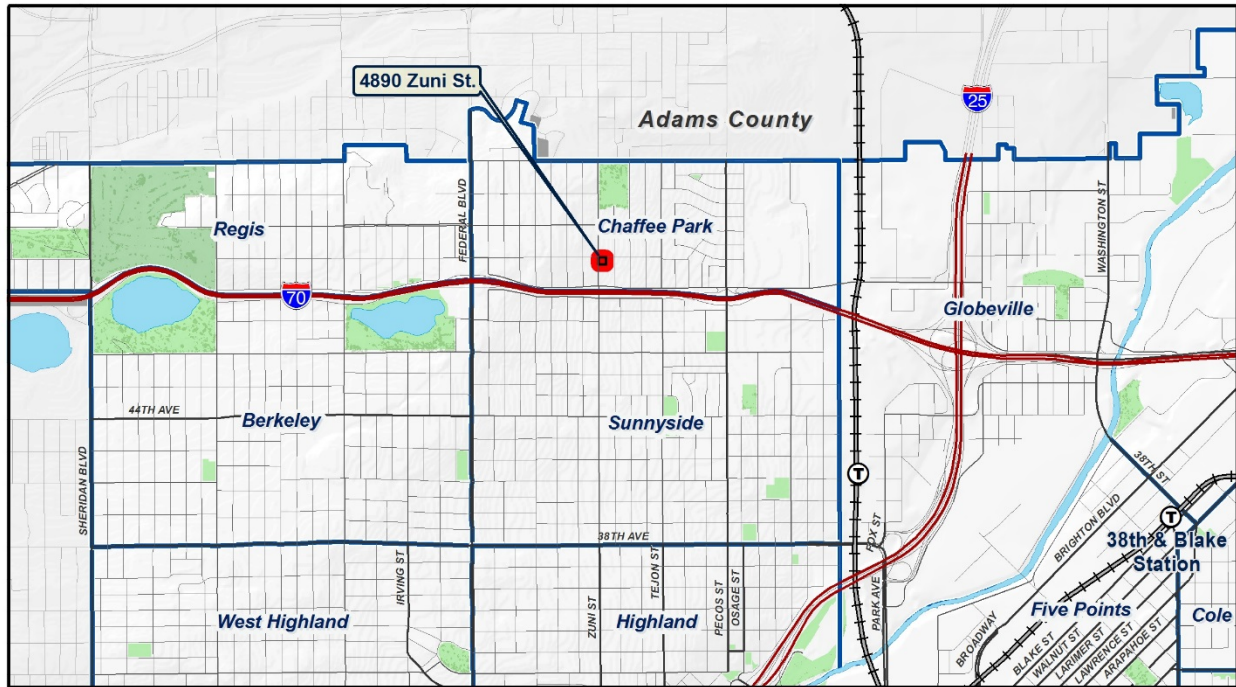 4890 Zuni St.
Adams County
25
Regis
FEDERAL BLVD
Chaffee Park
WASHINGTON ST
70
Globeville
44TH AVE
Berkeley
Sunnyside
SHERIDAN BLVD
T
38TH ST
BRIGHTON BLVD
T
38th & Blake
Station
38TH AVE
FOX ST
IRVING ST
ZUNI ST
TEJON ST
PECOS ST
OSAGE ST
PARK AVE
West Highland
Highland
Five Points
Cole
BROADWAY
BLAKE ST
WALNUT ST
LARIMER ST
LAWRENCE ST
ARAPAHOE ST